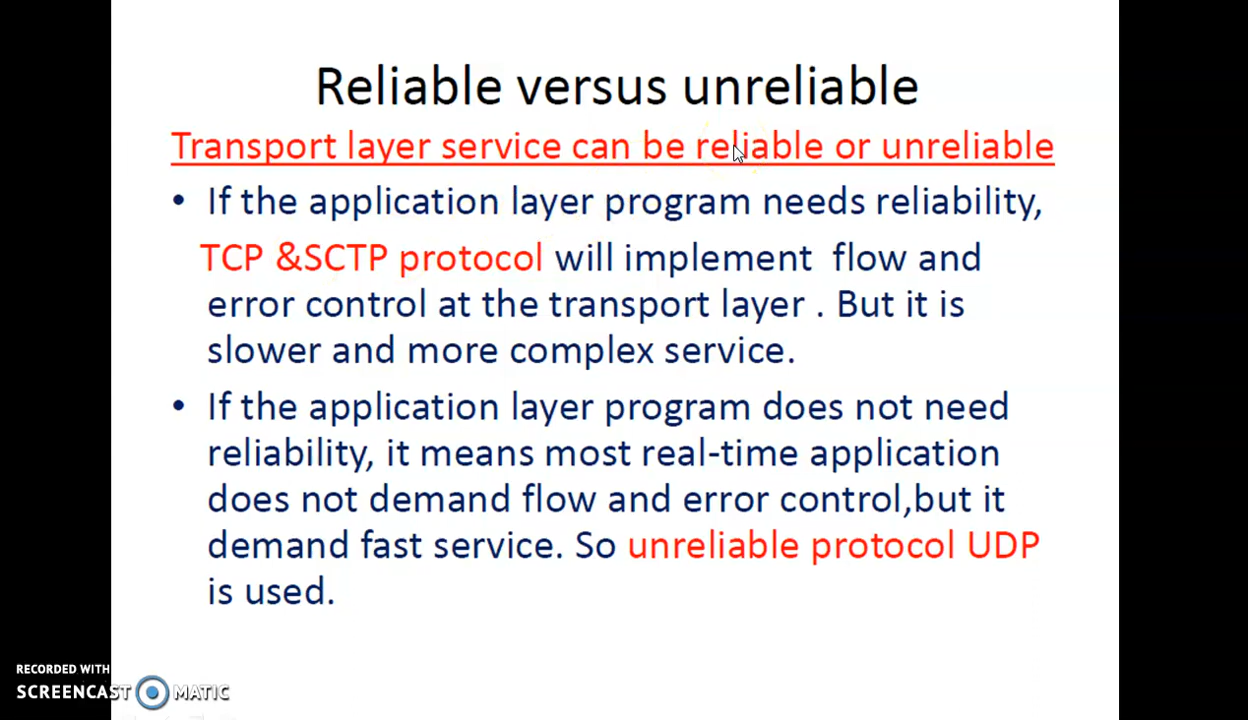 Reliable versus unreliable
Transport layer service can be reliable or unreliable
• If the application layer program needs reliability,
TCP &SCTP protocol will implement flow and
error control at the transport layer . But it is
slower and more complex service.
• If the application layer program does not need
reliability, it means most real-time application
does not demand flow and error control,but it
demand fast service. So unreliable protocol UDP
is used.
RECORDED WITH
SCREENCAST MATIC